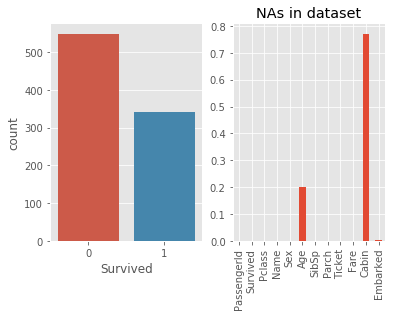 NAs in dataset
count
500
400
300
200
100
0
0
1
Survived
0.8
0.7
0.6
0.5
0.4
0.3
0.2
0.1
0.0
PassengerId
Survived
Pclass
Name
Sex
Age
SibSp
Parch
Ticket
Fare
Cabin
Embarked